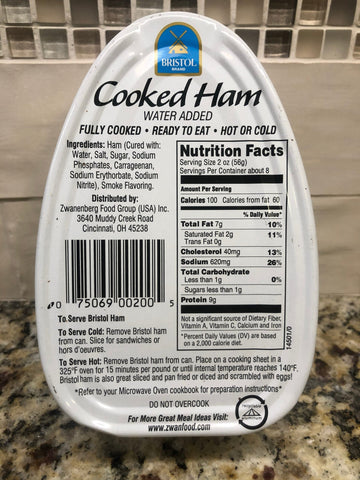 BRISTOL
BRAND
Cooked Ham
WATER ADDED
FULLY COOKED • READY TO EAT • HOT OR COLD
Ingredients: Ham (Cured with:
Water, Salt, Sugar, Sodium
Phosphates, Carrageenan,
Sodium Erythorbate, Sodium
Nitrite), Smoke Flavoring.
Distributed by:
Zwanenberg Food Group (USA) Inc.
3640 Muddy Creek Road
Cincinnati, OH 45238
0 75069 00200 5
Nutrition Facts
Serving Size 2 oz (56g)
Servings Per Container about 8
Amount Per Serving
Calories 100 Calories from fat 60
% Daily Value*
Total Fat 7g 10%
Saturated Fat 2g 11%
Trans Fat 0g
Cholesterol 40mg 13%
Sodium 620mg 26%
Total Carbohydrate
Less than 1g 0%
Sugars less than 1g
Protein 9g
Not a significant source of Dietary Fiber,
Vitamin A, Vitamin C, Calcium and Iron
*Percent Daily Values (DV) are based
on a 2,000 calorie diet.
14501/0
To Serve Bristol Ham
To Serve Cold: Remove Bristol ham
from can. Slice for sandwiches or
hors d'oeuvres.
To Serve Hot: Remove Bristol ham from can. Place on a cooking sheet in a
325°F oven for 15 minutes per pound or until internal temperature reaches 140°F.
Bristol ham is also great sliced and pan fried or diced and scrambled with eggs!
*Refer to your Microwave Oven cookbook for preparation instructions*
DO NOT OVERCOOK
For More Great Meal Ideas Visit:
www.zwanfood.com